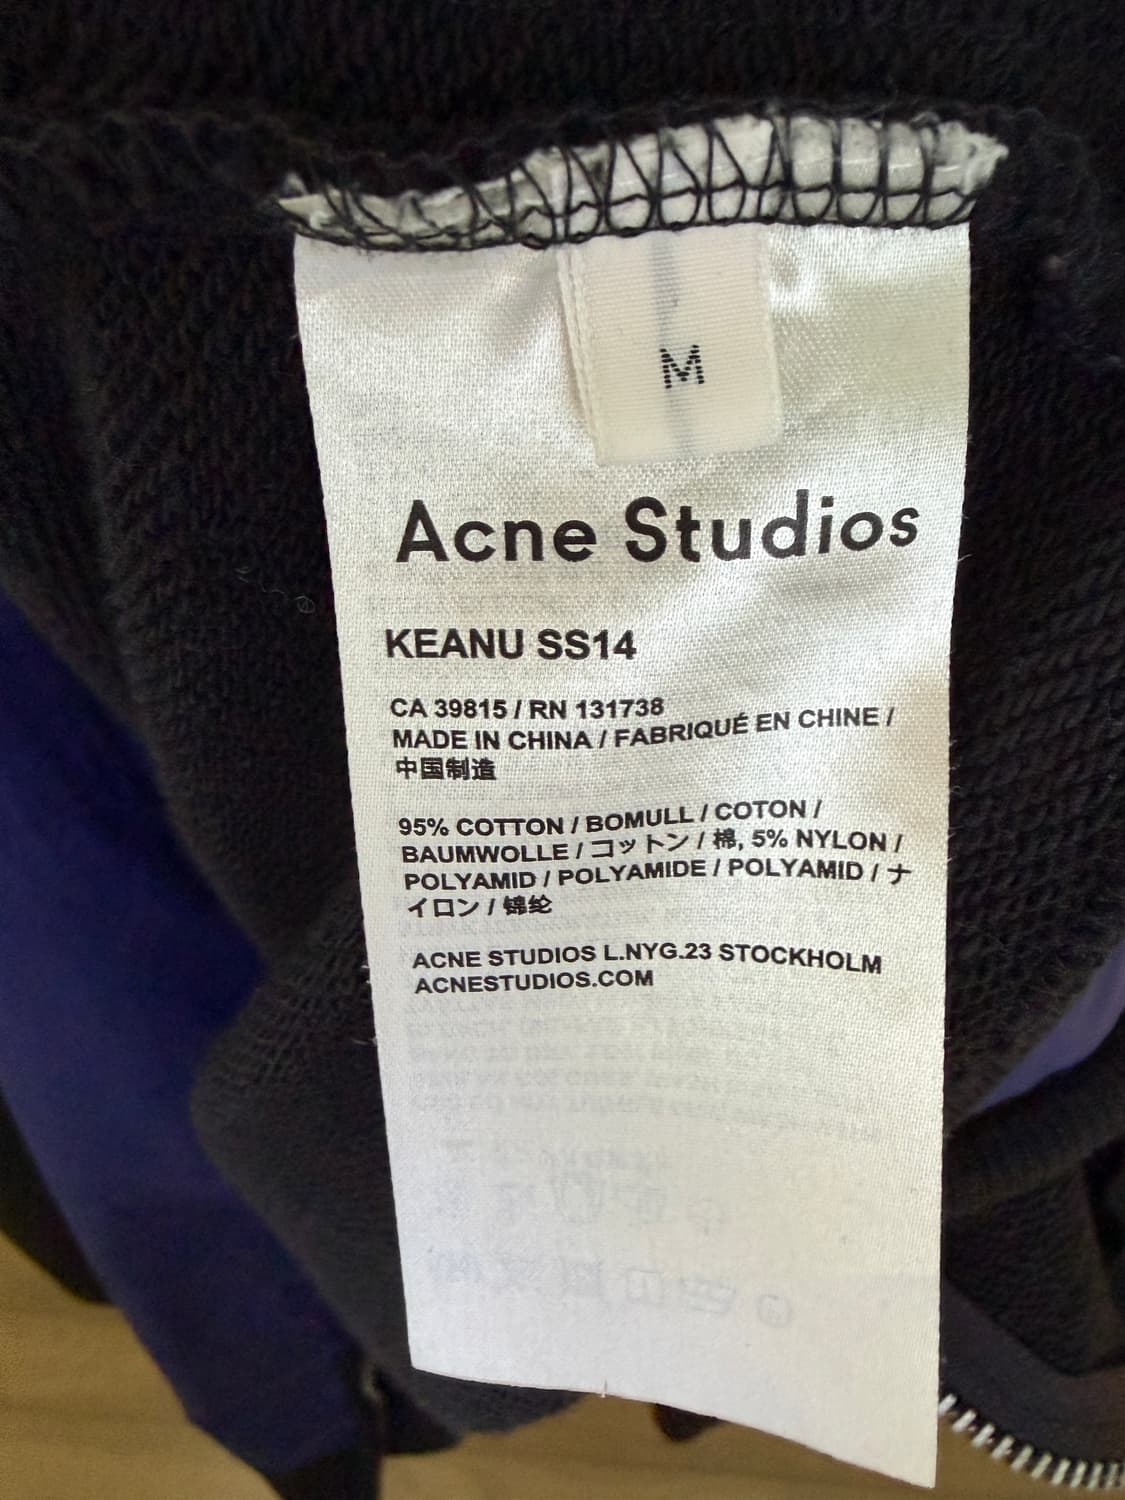 M
Acne Studios
KEANU SS14
CA 39815 / RN 131738
MADE IN CHINA / FABRIQUÉ EN CHINE /
中国制造
95% COTTON / BOMULL / COTON /
BAUMWOLLE / コットン / 棉, 5% NYLON /
POLYAMID / POLYAMIDE / POLYAMID / ナ
イロン / 锦纶
ACNE STUDIOS L.NYG.23 STOCKHOLM
ACNESTUDIOS.COM